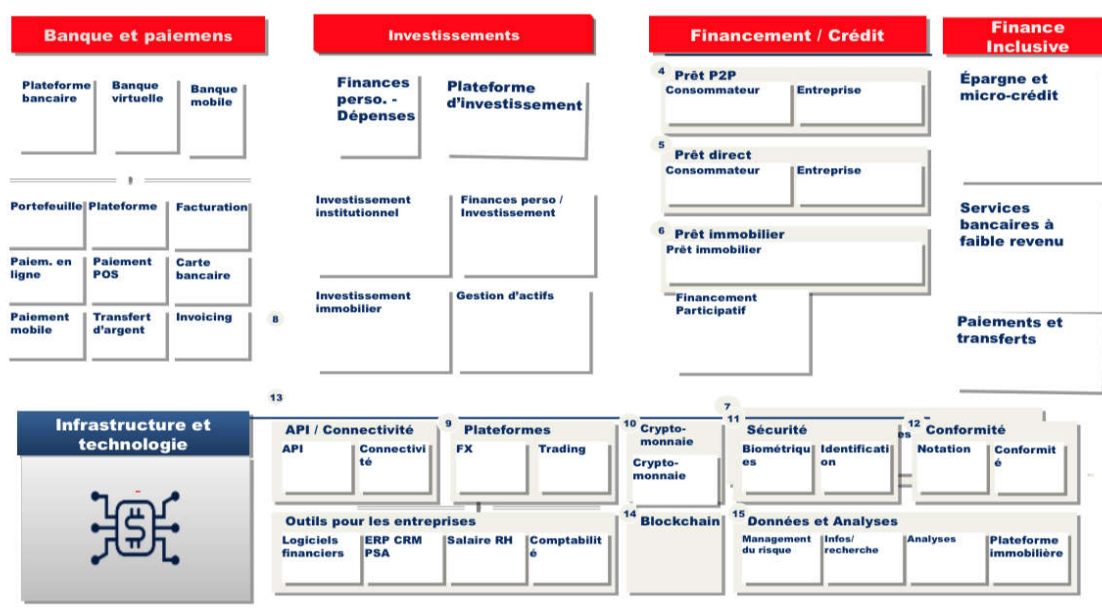 Banque et paiemens
Investissements
Financement / Crédit
Finance
Inclusive
Plateforme
bancaire
Banque
virtuelle
Banque
mobile
Portefeuille
Plateforme
Facturation
Paiem. en
ligne
Paiement
POS
Carte
bancaire
Paiement
mobile
Transfert
d'argent
Invoicing
8
Finances
perso. -
Dépenses
Plateforme
d'investissement
Investissement
institutionnel
Finances perso /
Investissement
Investissement
immobilier
Gestion d'actifs
4
Prêt P2P
Consommateur
Entreprise
5
Prêt direct
Consommateur
Entreprise
6
Prêt immobilier
Prêt immobilier
Financement
Participatif
Épargne et
micro-crédit
Services
bancaires à
faible revenu
Paiements et
transferts
13
Infrastructure et
technologie
API / Connectivité
API
Connectivi
té
9
Plateformes
FX
Trading
10
Crypto-
monnaie
Crypto-
monnaie
7
11
Sécurité
Biométriqu
es
Identificati
on
es
12
Conformité
Notation
Conformit
é
Outils pour les entreprises
Logiciels
financiers
ERP CRM
PSA
Salaire RH
Comptabilit
é
14
Blockchain
15
Données et Analyses
Management
du risque
Infos/
recherche
Analyses
Plateforme
immobilière